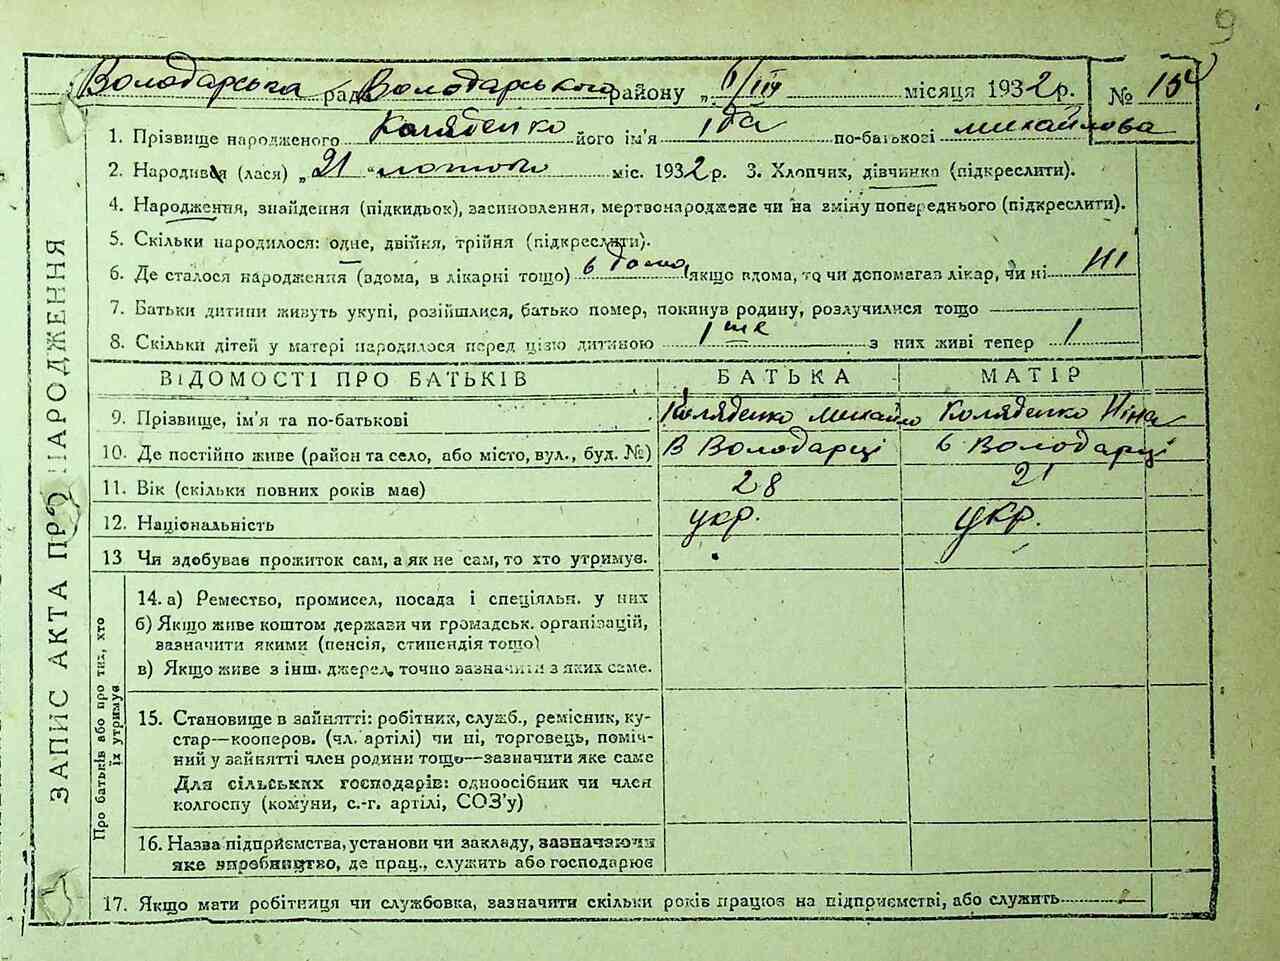 9
Володарська рад Володарського району „ 6/III місяця 1932 р. № 15
1. Прізвище народженого Коляденко його ім'я Іда по-батькові Михайлова
2. Народився (лася) „ 21 " лютого міс. 1932 р. 3. Хлопчик, дівчинка (підкреслити).
4. Народження, знайдення (підкидьок), засиновлення, мертвонароджене чи на зміну попереднього (підкреслити).
5. Скільки народилося: одне, двійня, трійня (підкреслити).
6. Де сталося народження (вдома, в лікарні тощо) в дома якщо вдома, то чи допомагав лікар, чи ні Ні
7. Батьки дитини живуть укупі, розійшлися, батько помер, покинув родину, розлучилися тощо
8. Скільки дітей у матері народилося перед цією дитиною 1 з них живі тепер 1
ВІДОМОСТІ ПРО БАТЬКІВ БАТЬКА МАТІР
9. Прізвище, ім'я та по-батькові Коляденко Михайло Коляденко Ніна
10. Де постійно живе (район та село, або місто, вул., буд. №) В Володарці в Володарці
11. Вік (скільки повних років має) 28 21
12. Національність укр. укр.
13 Чи здобуває прожиток сам, а як не сам, то хто утримує.
14. а) Ремество, промисел, посада і спеціяльн. у них
б) Якщо живе коштом держави чи громадськ. організацій,
зазначити якими (пенсія, стипендія тощо)
в) Якщо живе з інш. джерел, точно зазначити з яких саме.
15. Становище в зайнятті: робітник, служб., ремісник, ку-
стар—кооперов. (чл. артілі) чи ні, торговець, поміч-
ний у зайнятті член родини тощо—зазначити яке саме
Для сільських господарів: одноосібник чи член
колгоспу (комуни, с.-г. артілі, СОЗ'у)
16. Назва підприємства, установи чи закладу, зазначаючи
яке виробництво, де прац., служить або господарює
17. Якщо мати робітниця чи службовка, зазначити скільки років працює на підприємстві, або служить
ЗАПИС АКТА ПРО НАРОДЖЕННЯ
Про батьків або про тих, хто
їх утримує